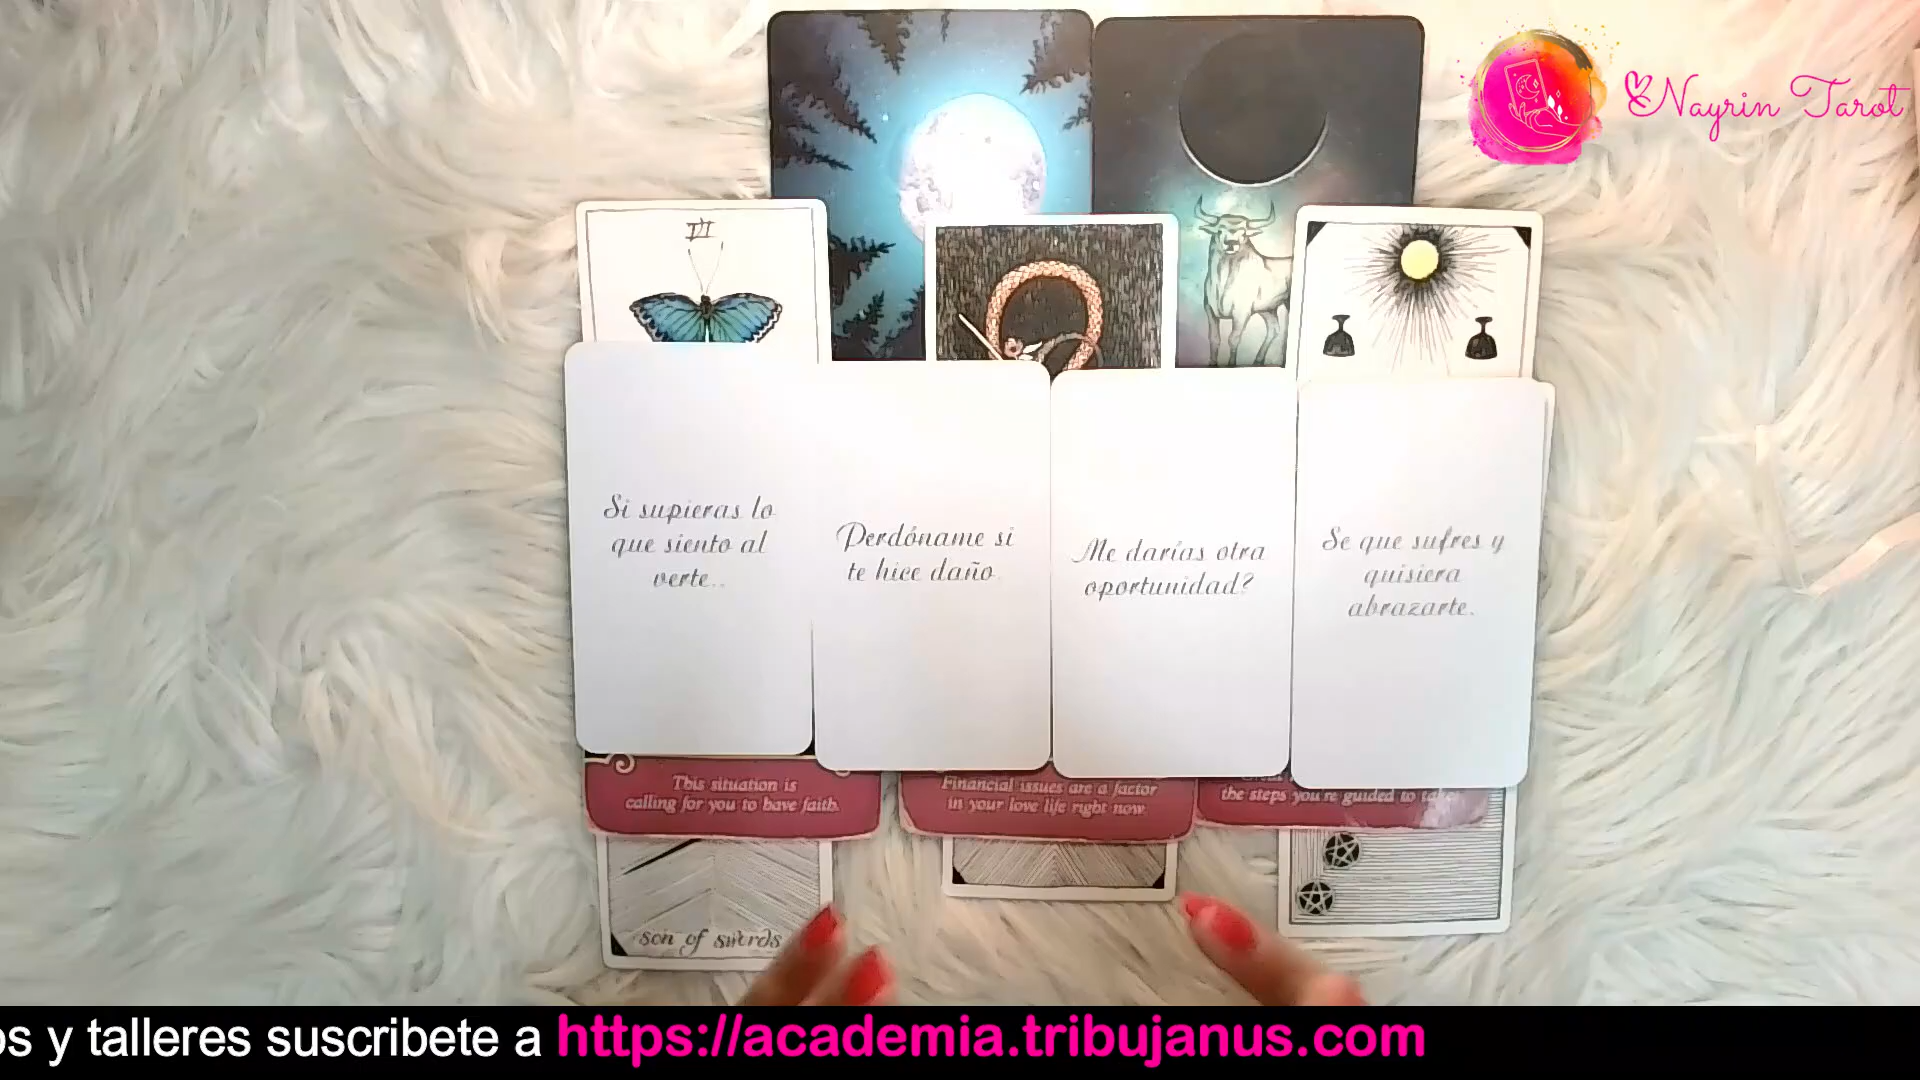 Nayrin Tarot
VII
Si supieras lo
que siento al
verte..
Perdóname si
te hice daño
Me darías otra
oportunidad?
Se que sufres y
quisiera
abrazarte.
This situation is
calling for you to have faith.
Financial issues are a factor
in your love life right now
the steps you're guided to take
son of swords
os y talleres suscribete a https://academia.tribujanus.com